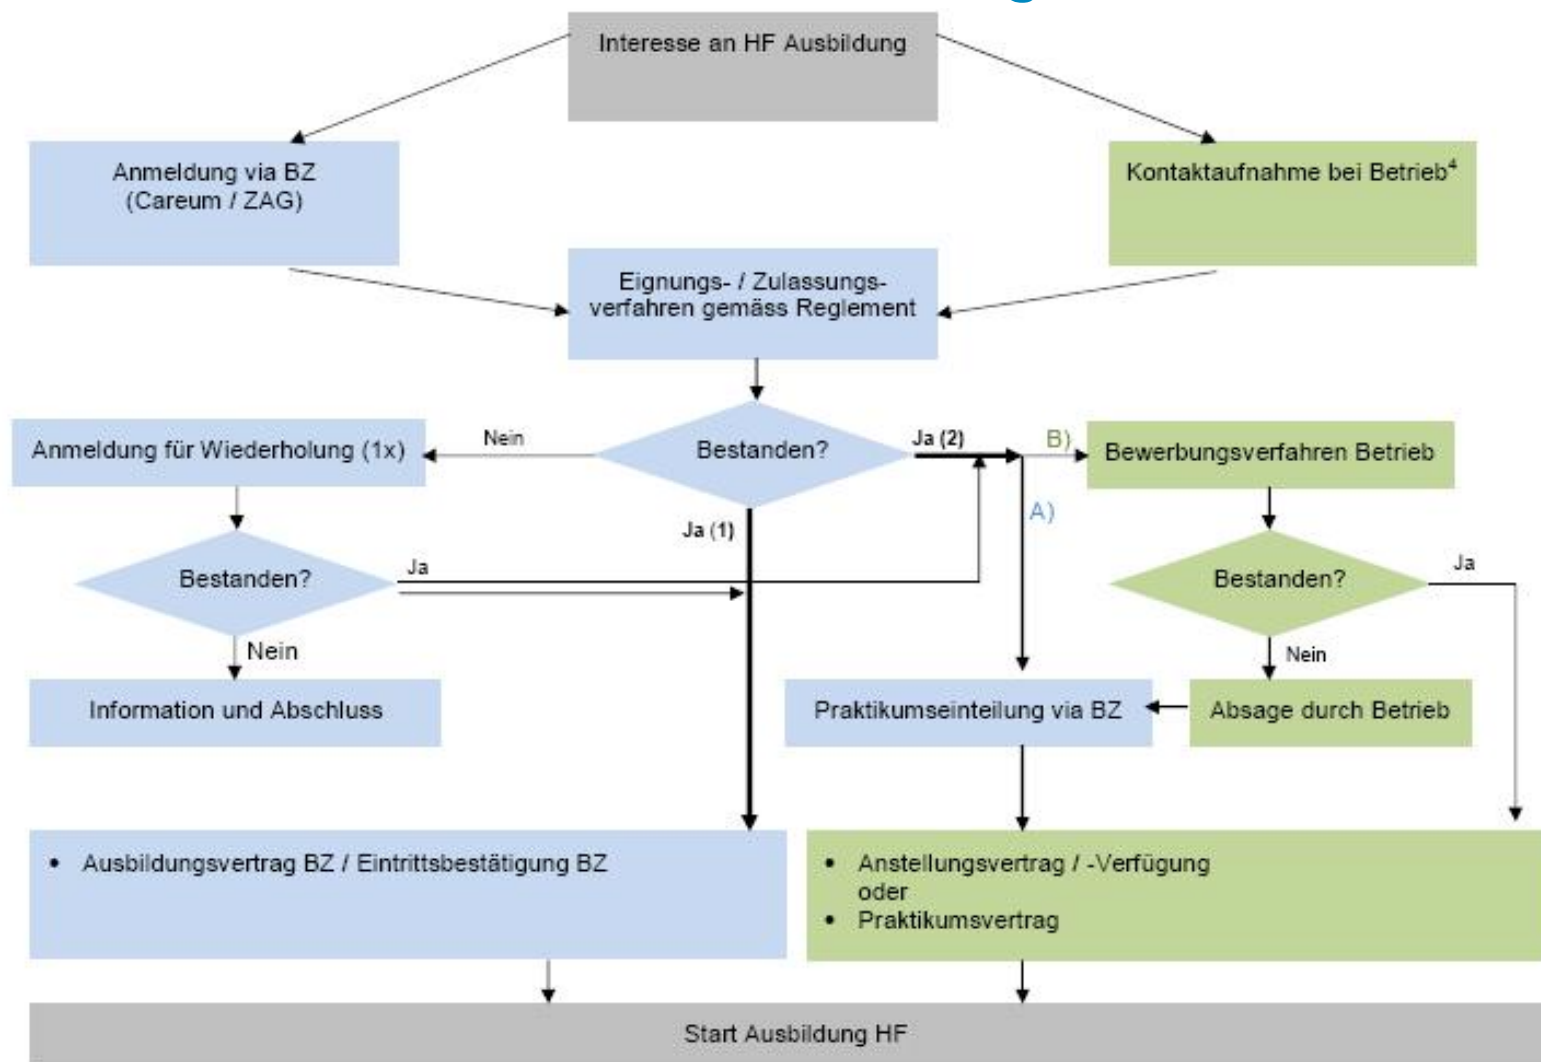 Interesse an HF Ausbildung
Anmeldung via BZ
(Careum / ZAG)
Kontaktaufnahme bei Betrieb⁴
Eignungs- / Zulassungs-
verfahren gemäss Reglement
Anmeldung für Wiederholung (1x)
Nein
Bestanden?
Ja (2)
B)
Bewerbungsverfahren Betrieb
Ja (1)
A)
Bestanden?
Ja
Bestanden?
Ja
Nein
Nein
Information und Abschluss
Praktikumseinteilung via BZ
Absage durch Betrieb
• Ausbildungsvertrag BZ / Eintrittsbestätigung BZ
• Anstellungsvertrag / -Verfügung
oder
• Praktikumsvertrag
Start Ausbildung HF